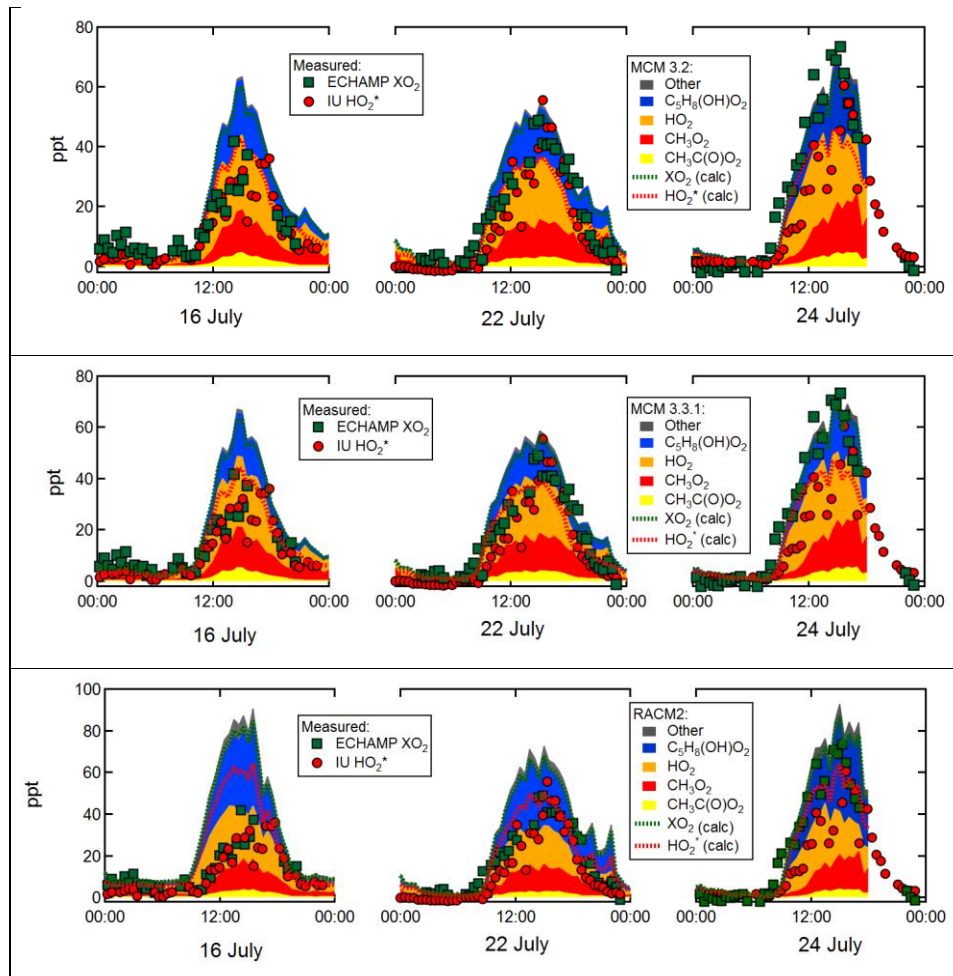 80
60
40
20
0
ppt
Measured:
ECHAMP XO₂
IU HO₂*
MCM 3.2:
Other
C₅H₈(OH)O₂
HO₂
CH₃O₂
CH₃C(O)O₂
XO₂ (calc)
HO₂* (calc)
00:00 12:00 00:00 00:00 12:00 00:00 00:00 12:00 00:00
16 July 22 July 24 July
80
60
40
20
0
ppt
Measured:
ECHAMP XO₂
IU HO₂*
MCM 3.3.1:
Other
C₅H₈(OH)O₂
HO₂
CH₃O₂
CH₃C(O)O₂
XO₂ (calc)
HO₂* (calc)
00:00 12:00 00:00 00:00 12:00 00:00 00:00 12:00 00:00
16 July 22 July 24 July
100
80
60
40
20
0
ppt
Measured:
ECHAMP XO₂
IU HO₂*
RACM2:
Other
C₅H₈(OH)O₂
HO₂
CH₃O₂
CH₃C(O)O₂
XO₂ (calc)
HO₂* (calc)
00:00 12:00 00:00 00:00 12:00 00:00 00:00 12:00 00:00
16 July 22 July 24 July